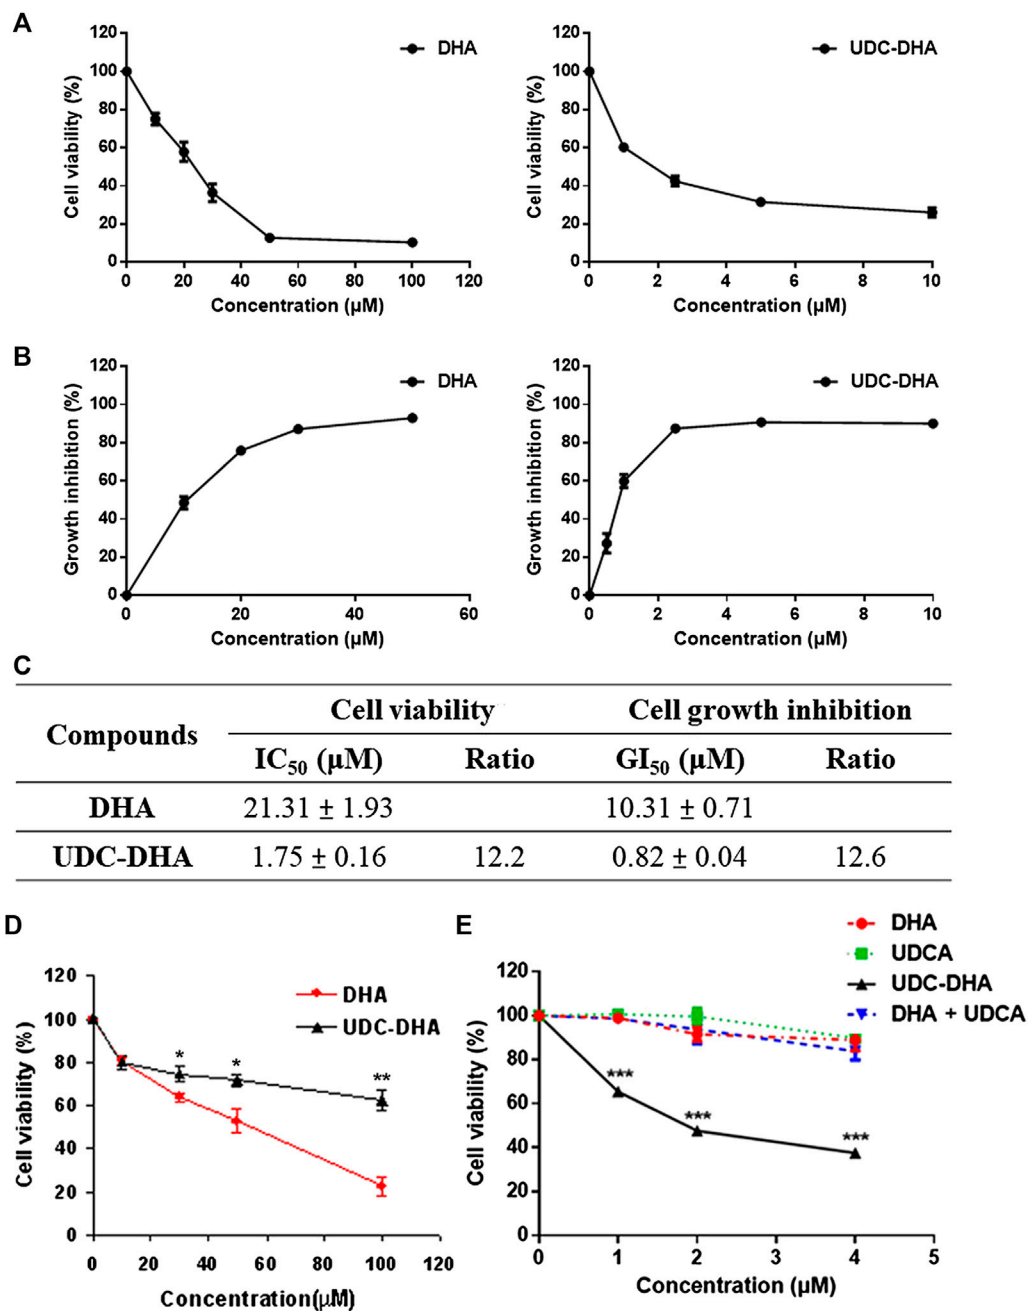 A
DHA
UDC-DHA
120
100
80
60
40
20
0
Cell viability (%)
0 20 40 60 80 100 120
Concentration (µM)
120
100
80
60
40
20
0
Cell viability (%)
0 2 4 6 8 10
Concentration (µM)
B
DHA
UDC-DHA
120
100
80
60
40
20
0
Growth inhibition (%)
0 20 40 60
Concentration (µM)
120
100
80
60
40
20
0
Growth inhibition (%)
0 2 4 6 8 10
Concentration (µM)
C
Compounds
Cell viability Cell growth inhibition
IC50 (µM) Ratio GI50 (µM) Ratio
DHA 21.31 ± 1.93 10.31 ± 0.71
UDC-DHA 1.75 ± 0.16 12.2 0.82 ± 0.04 12.6
D
DHA
UDC-DHA
120
100
80
60
40
20
0
Cell viability (%)
* * **
0 20 40 60 80 100 120
Concentration(µM)
E
DHA
UDCA
UDC-DHA
DHA + UDCA
120
100
80
60
40
20
0
Cell viability (%)
***
***
***
0 1 2 3 4 5
Concentration (µM)